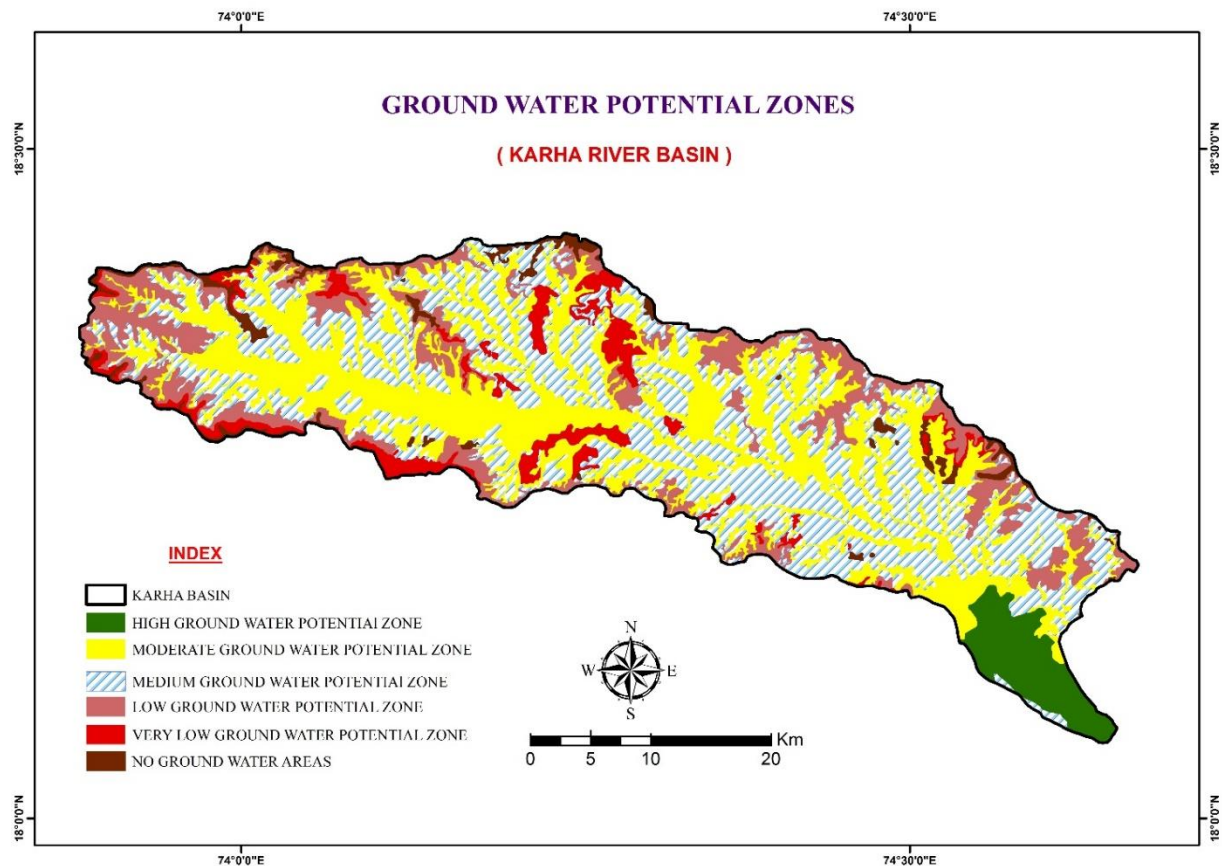 74°0'0"E
74°30'0"E
GROUND WATER POTENTIAL ZONES
( KARHA RIVER BASIN )
18°30'0"N
18°30'0"N
INDEX
KARHA BASIN
HIGH GROUND WATER POTENTIAL ZONE
MODERATE GROUND WATER POTENTIAL ZONE
MEDIUM GROUND WATER POTENTIAL ZONE
LOW GROUND WATER POTENTIAL ZONE
VERY LOW GROUND WATER POTENTIAL ZONE
NO GROUND WATER AREAS
N
W E
S
Km
0 5 10 20
18°0'0"N
18°0'0"N
74°0'0"E
74°30'0"E